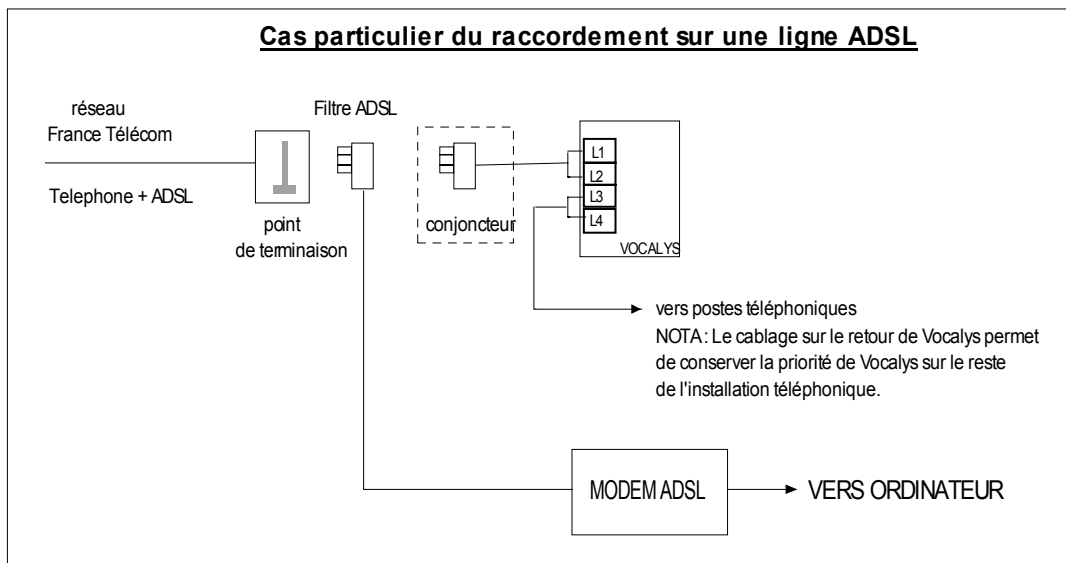 Cas particulier du raccordement sur une ligne ADSL
réseau
France Télécom
Telephone + ADSL
point
de terminaison
Filtre ADSL
conjoncteur
L1
L2
L3
L4
VOCALYS
vers postes téléphoniques
NOTA: Le cablage sur le retour de Vocalys permet
de conserver la priorité de Vocalys sur le reste
de l'installation téléphonique.
MODEM ADSL
VERS ORDINATEUR